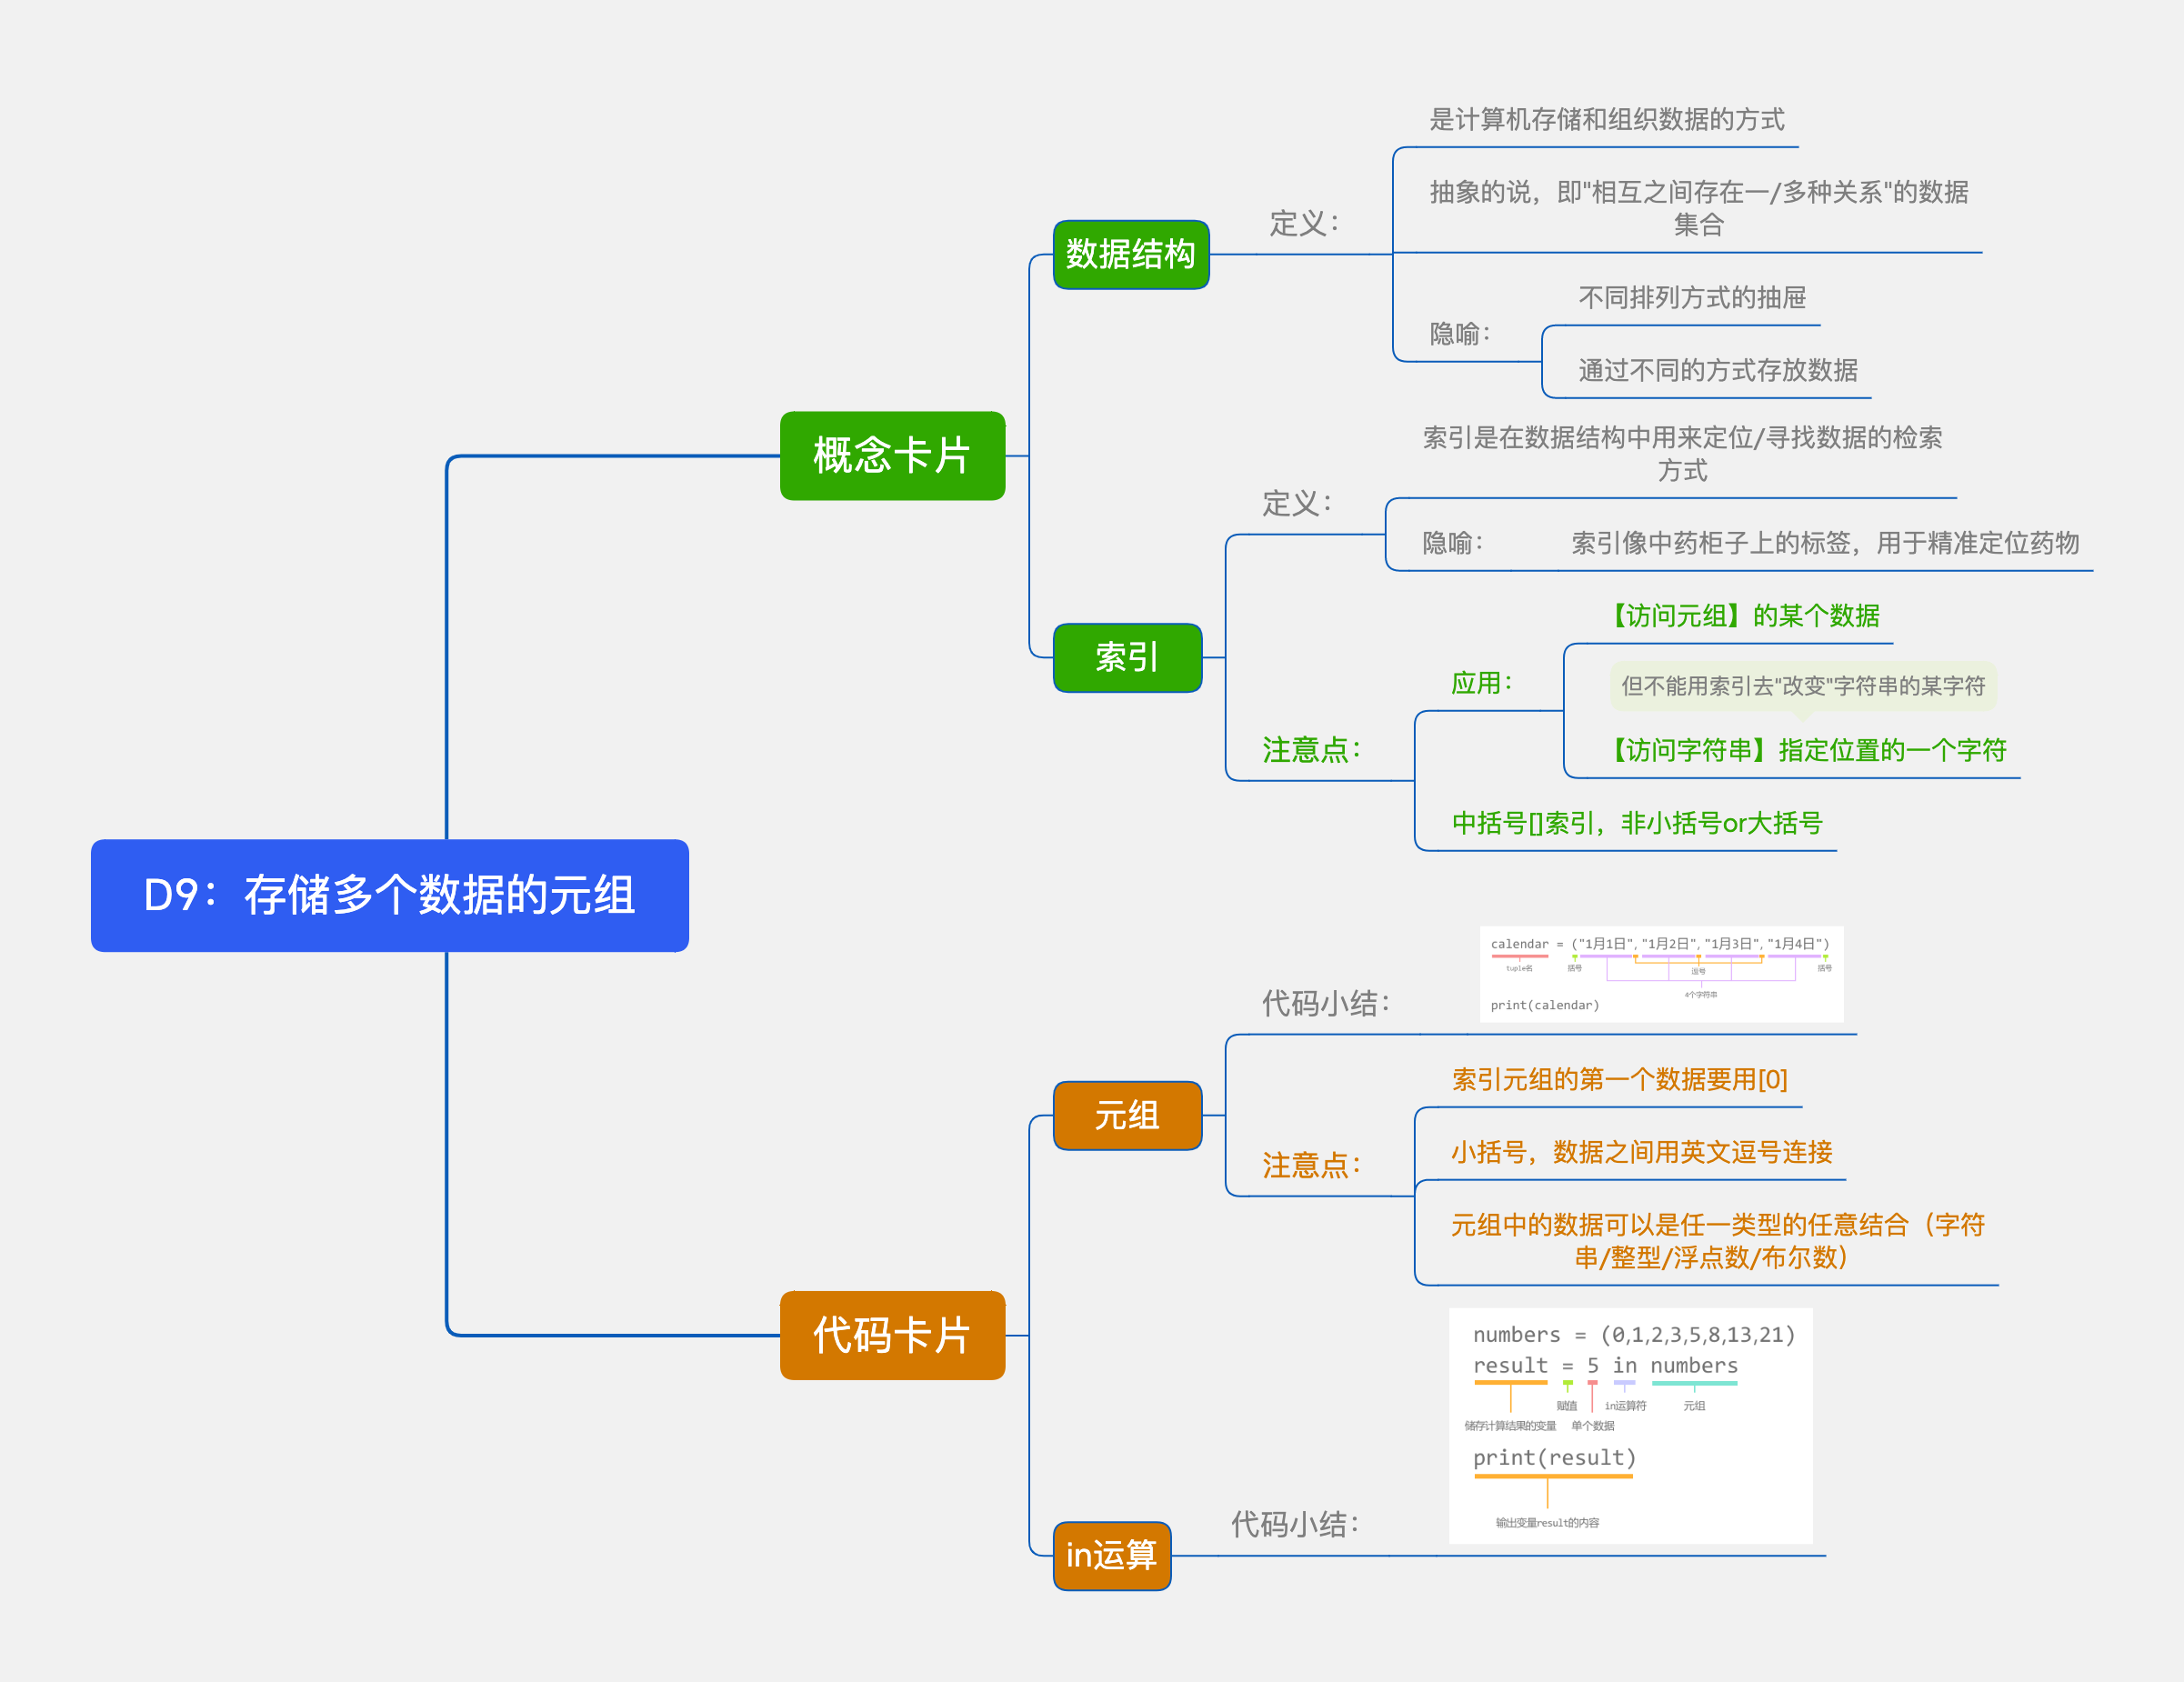 D9：存储多个数据的元组
概念卡片
数据结构
定义：
是计算机存储和组织数据的方式
抽象的说，即"相互之间存在一/多种关系"的数据
集合
隐喻：
不同排列方式的抽屉
通过不同的方式存放数据
索引
定义：
索引是在数据结构中用来定位/寻找数据的检索
方式
隐喻：
索引像中药柜子上的标签，用于精准定位药物
注意点：
应用：
【访问元组】的某个数据
但不能用索引去"改变"字符串的某字符
【访问字符串】指定位置的一个字符
中括号[]索引，非小括号or大括号
代码卡片
元组
代码小结：
calendar = ("1月1日","1月2日","1月3日","1月4日")
tuple名
括号
逗号
括号
4个字符串
print(calendar)
注意点：
索引元组的第一个数据要用[0]
小括号，数据之间用英文逗号连接
元组中的数据可以是任一类型的任意结合（字符
串/整型/浮点数/布尔数）
in运算
代码小结：
numbers = (0,1,2,3,5,8,13,21)
result = 5 in numbers
赋值
in运算符
元组
储存计算结果的变量
单个数据
print(result)
输出变量result的内容